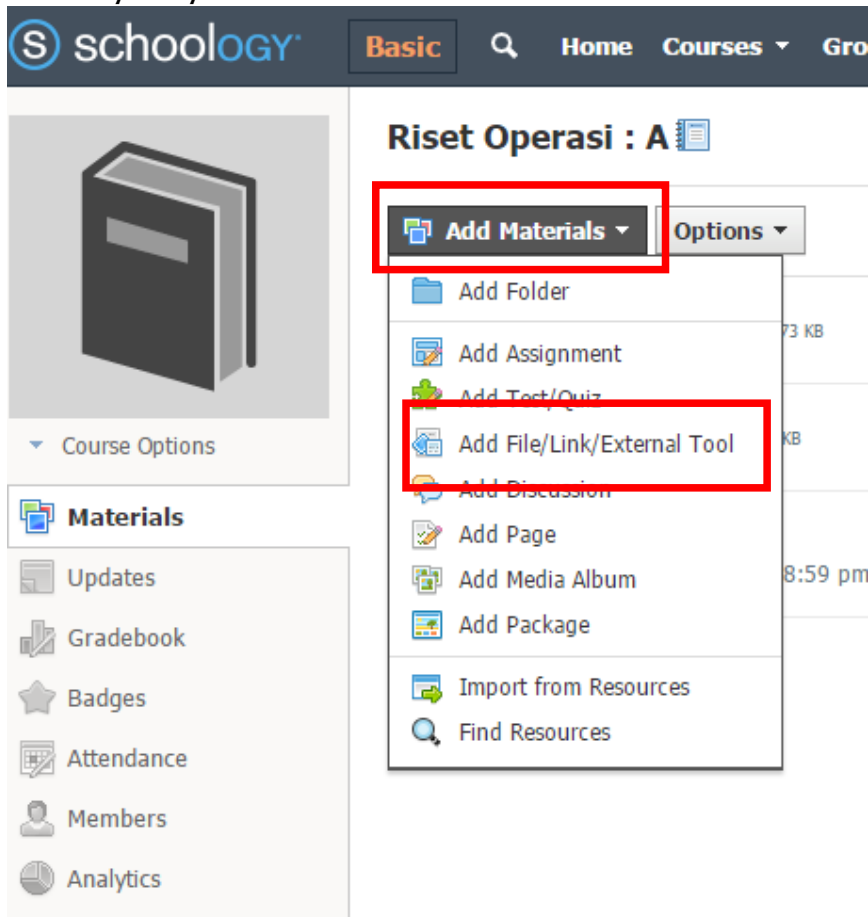 schoology Basic Home Courses Gro
Riset Operasi : A
Add Materials Options
Add Folder
73 KB
Add Assignment
Add Test/Quiz
Add File/Link/External Tool
KB
Add Discussion
Add Page
Add Media Album
8:59 pm
Add Package
Import from Resources
Find Resources
Course Options
Materials
Updates
Gradebook
Badges
Attendance
Members
Analytics